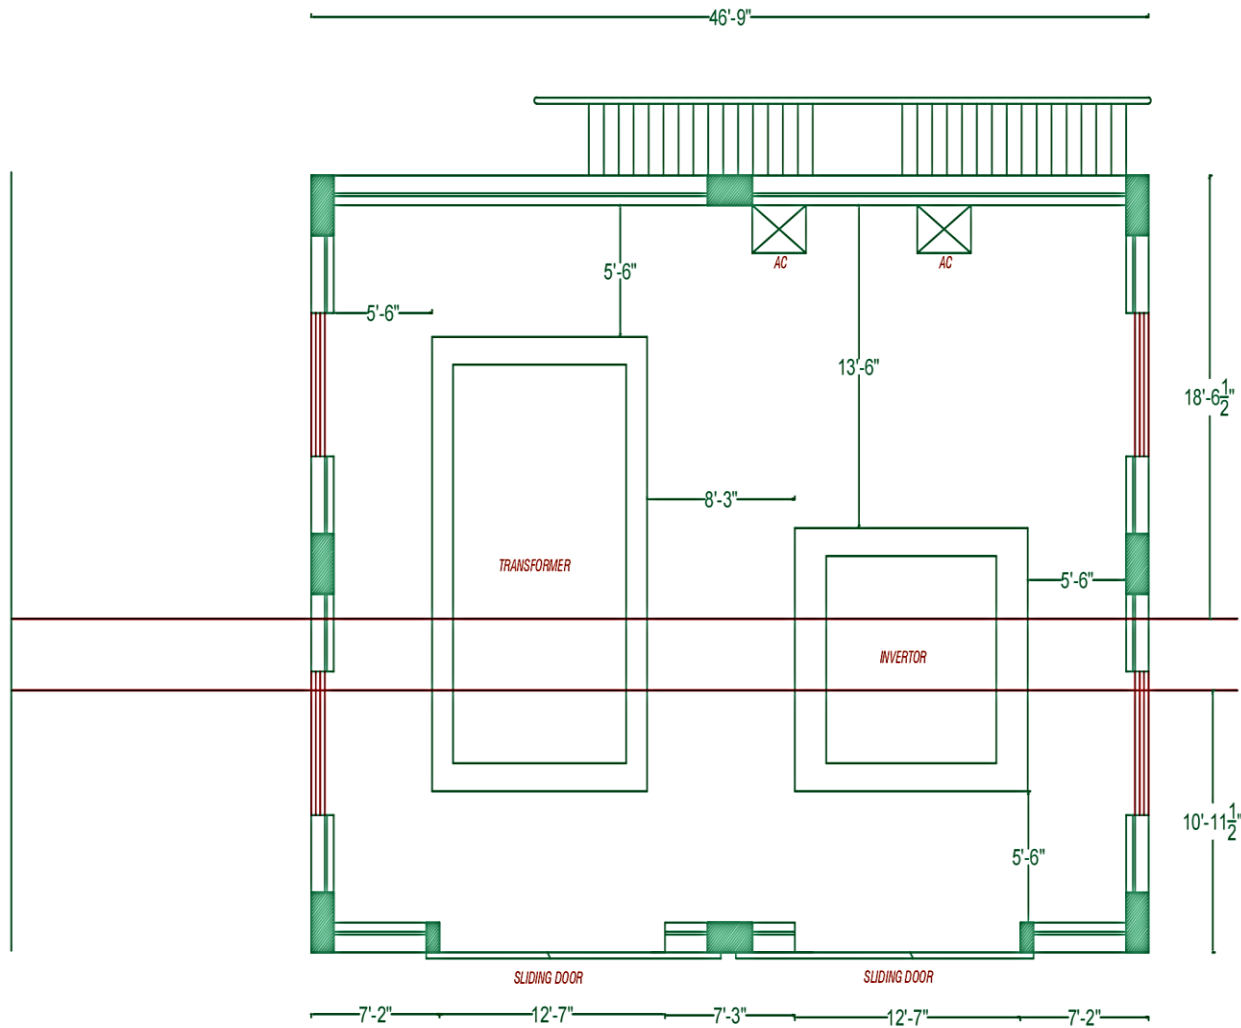 46'-9"
AC
AC
5'-6"
5'-6"
13'-6"
18'-6 1/2"
8'-3"
TRANSFORMER
5'-6"
INVERTOR
10'-11 1/2"
5'-6"
SLIDING DOOR
SLIDING DOOR
7'-2"
12'-7"
7'-3"
12'-7"
7'-2"